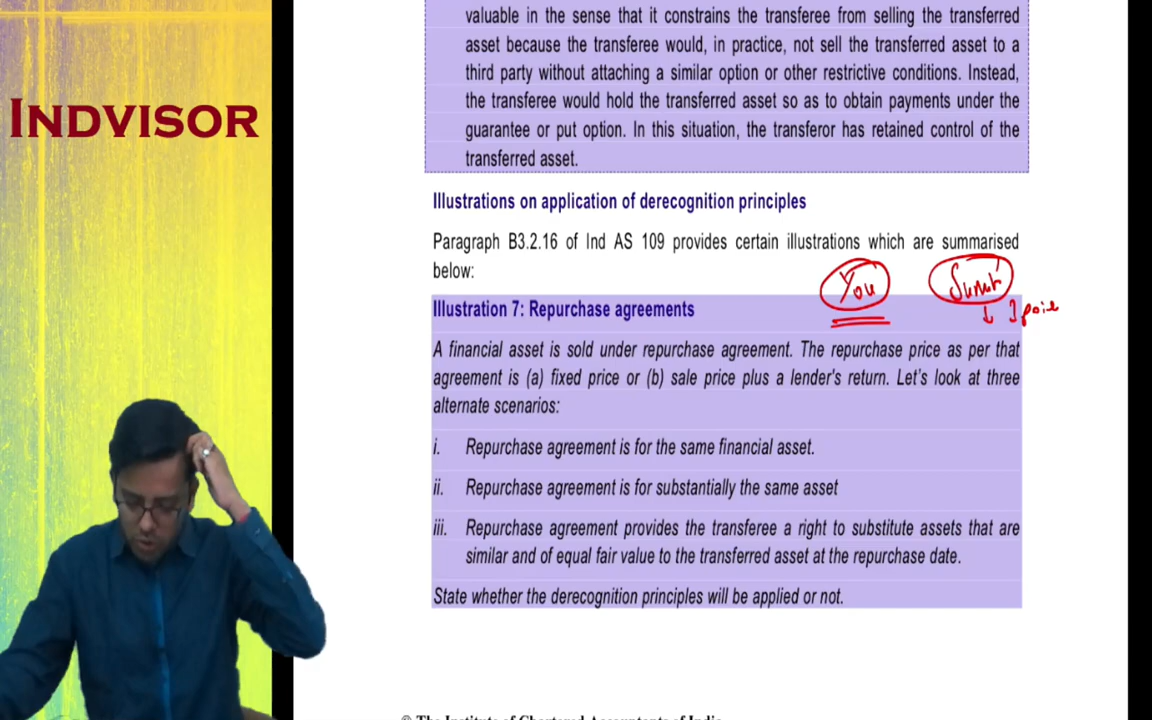 INDVISOR
valuable in the sense that it constrains the transferee from selling the transferred
asset because the transferee would, in practice, not sell the transferred asset to a
third party without attaching a similar option or other restrictive conditions. Instead,
the transferee would hold the transferred asset so as to obtain payments under the
guarantee or put option. In this situation, the transferor has retained control of the
transferred asset.
Illustrations on application of derecognition principles
Paragraph B3.2.16 of Ind AS 109 provides certain illustrations which are summarised
below:
You
Illustration 7: Repurchase agreements
A financial asset is sold under repurchase agreement. The repurchase price as per that
agreement is (a) fixed price or (b) sale price plus a lender's return. Let's look at three
alternate scenarios:
i. Repurchase agreement is for the same financial asset.
ii. Repurchase agreement is for substantially the same asset
iii. Repurchase agreement provides the transferee a right to substitute assets that are
similar and of equal fair value to the transferred asset at the repurchase date.
State whether the derecognition principles will be applied or not.
© The Institute of Chartered Accountants of India